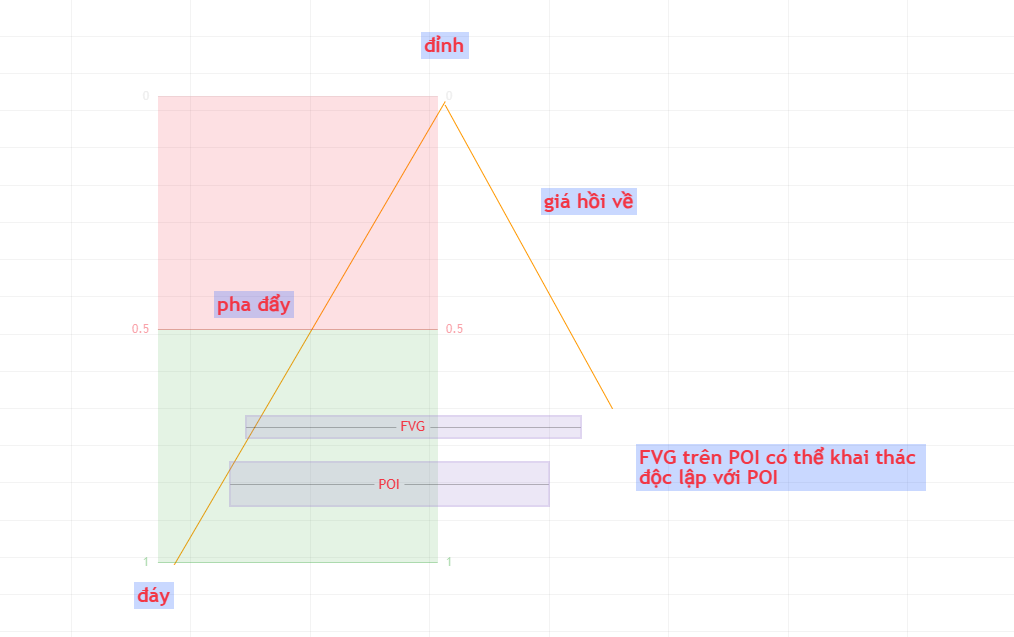 đỉnh
0 0
giá hồi về
pha đẩy
0.5 0.5
FVG
FVG trên POI có thể khai thác
độc lập với POI
POI
1 1
đáy